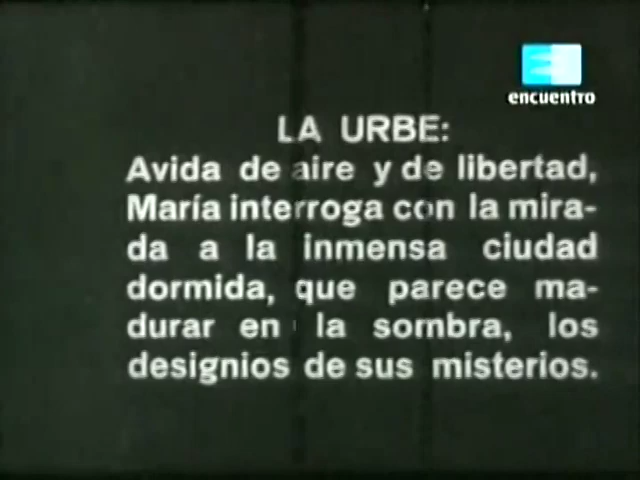 encuentro
LA URBE:
Avida de aire y de libertad,
María interroga con la mira-
da a la inmensa ciudad
dormida, que parece ma-
durar en la sombra, los
designios de sus misterios.